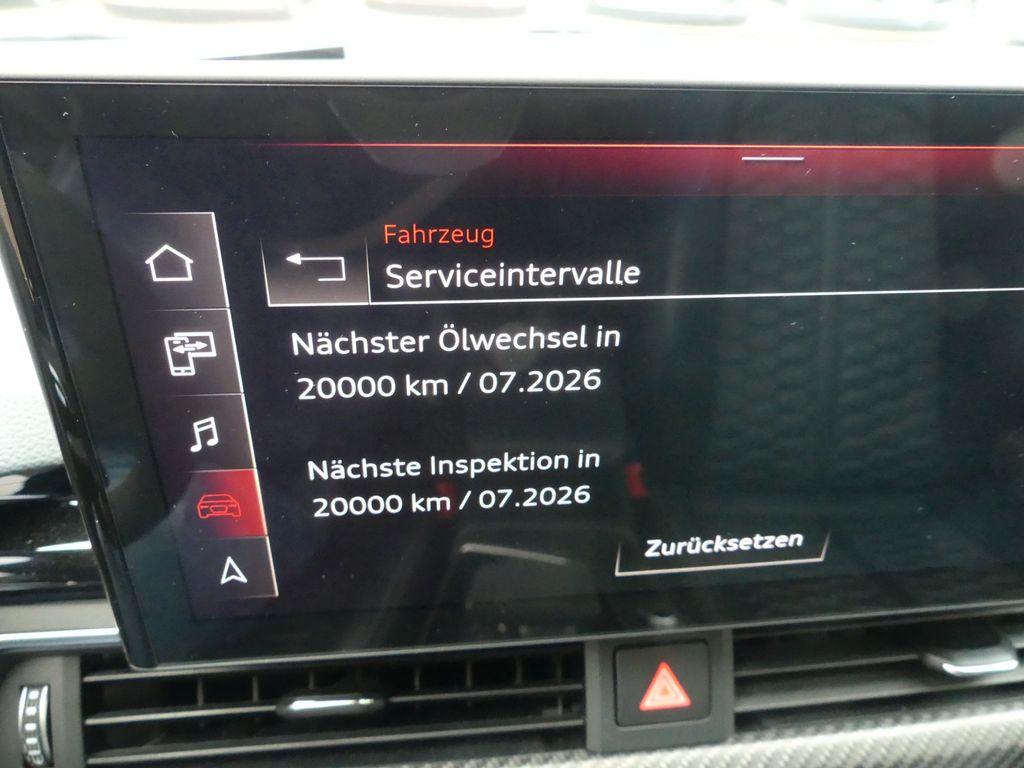 Fahrzeug
Serviceintervalle
Nächster Ölwechsel in
20000 km / 07.2026
Nächste Inspektion in
20000 km / 07.2026
Zurücksetzen